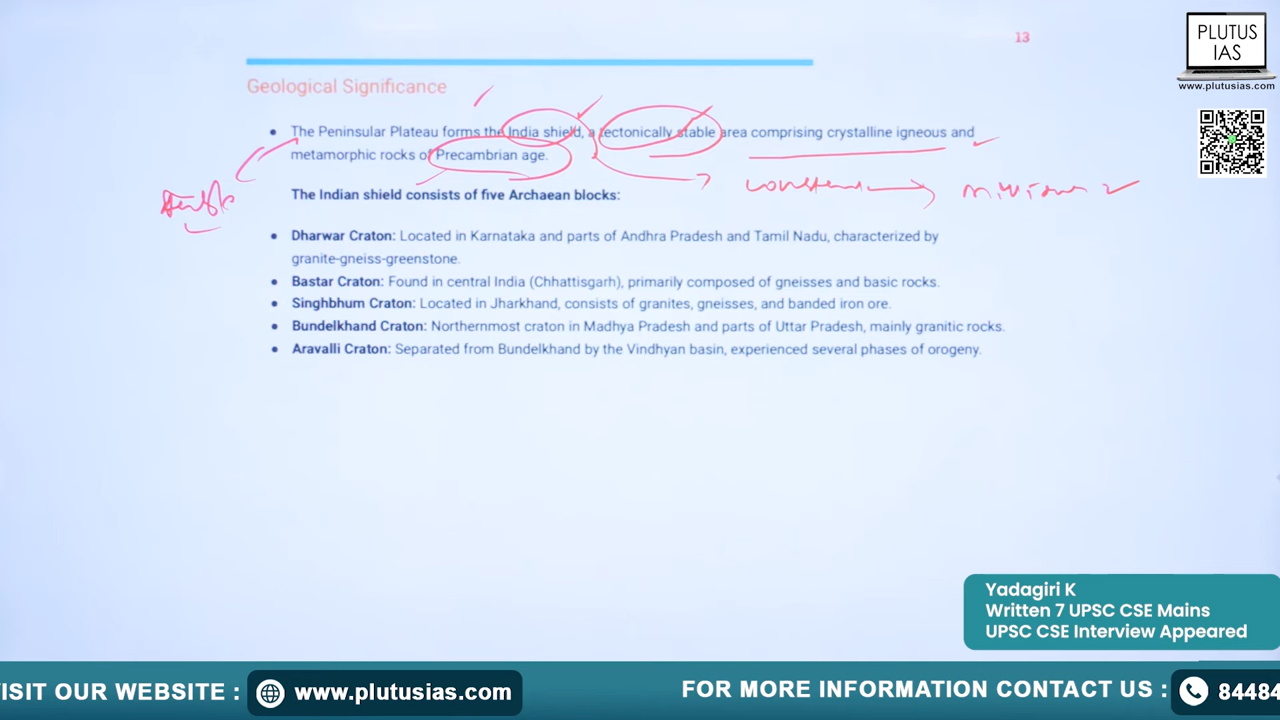 13
PLUTUS
IAS
www.plutusias.com
Geological Significance
• The Peninsular Plateau forms the India shield, a tectonically stable area comprising crystalline igneous and
metamorphic rocks of Precambrian age.
The Indian shield consists of five Archaean blocks:
• Dharwar Craton: Located in Karnataka and parts of Andhra Pradesh and Tamil Nadu, characterized by
granite-gneiss-greenstone.
• Bastar Craton: Found in central India (Chhattisgarh), primarily composed of gneisses and basic rocks.
• Singhbhum Craton: Located in Jharkhand, consists of granites, gneisses, and banded iron ore.
• Bundelkhand Craton: Northernmost craton in Madhya Pradesh and parts of Uttar Pradesh, mainly granitic rocks.
• Aravalli Craton: Separated from Bundelkhand by the Vindhyan basin, experienced several phases of orogeny.
Yadagiri K
Written 7 UPSC CSE Mains
UPSC CSE Interview Appeared
ISIT OUR WEBSITE : www.plutusias.com FOR MORE INFORMATION CONTACT US : 84484